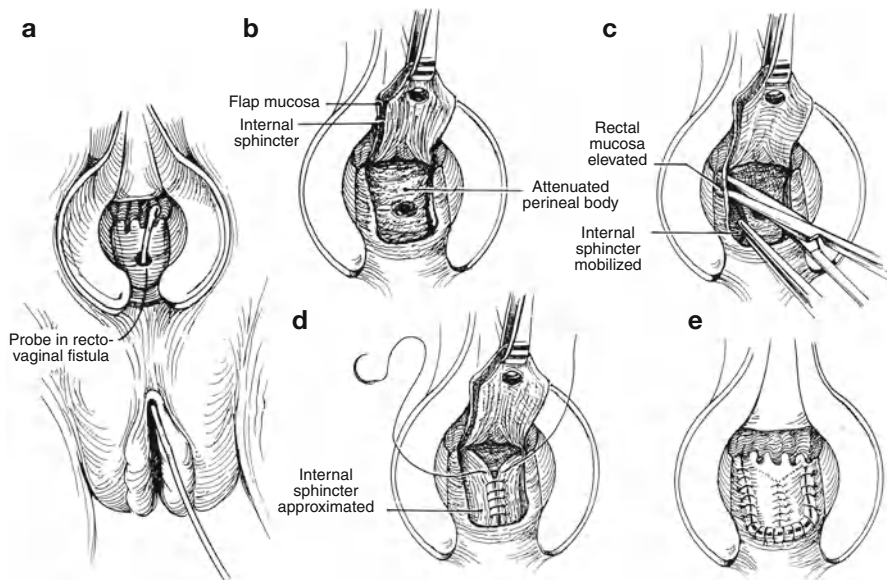 a
Probe in recto-
vaginal fistula
b
Flap mucosa
Internal
sphincter
Attenuated
perineal body
c
Rectal
mucosa
elevated
Internal
sphincter
mobilized
d
Internal
sphincter
approximated
e